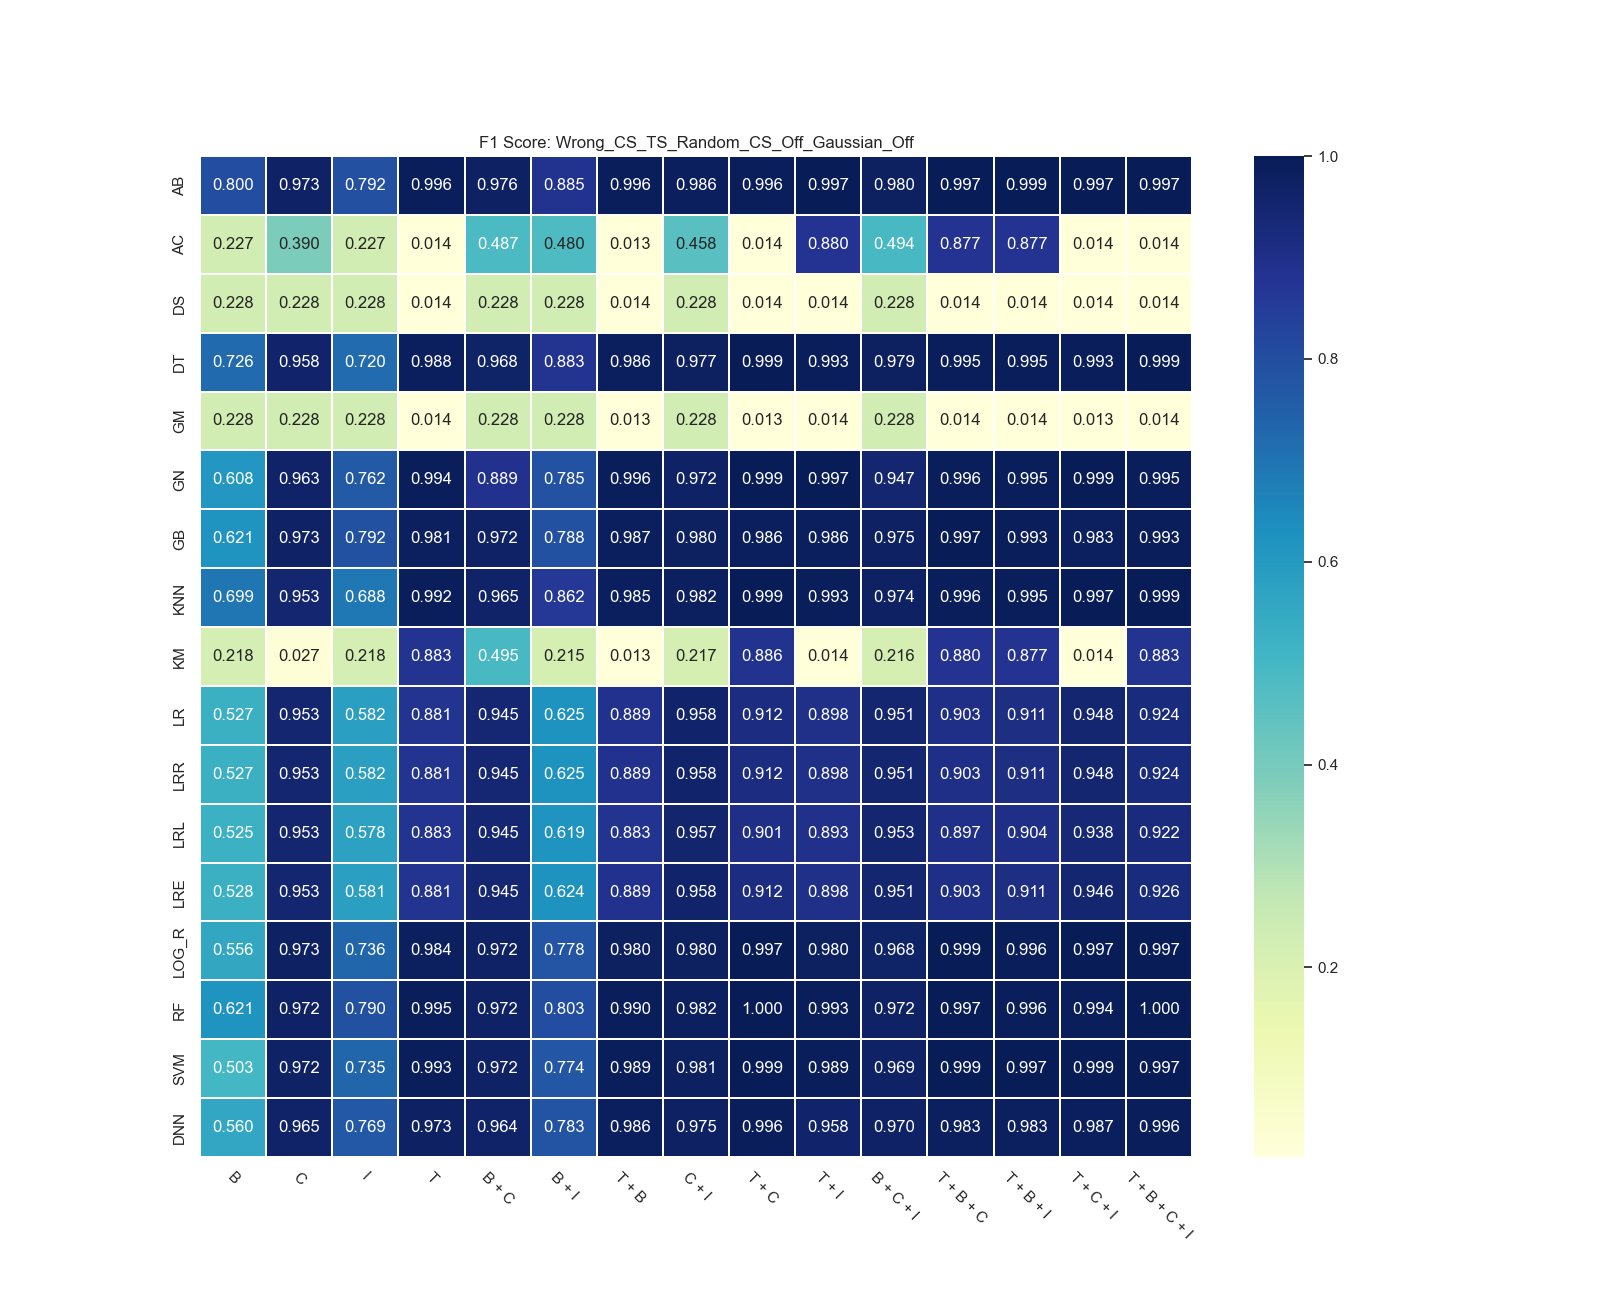 F1 Score: Wrong_CS_TS_Random_CS_Off_Gaussian_Off
AB 0.800 0.973 0.792 0.996 0.976 0.885 0.996 0.986 0.996 0.997 0.980 0.997 0.999 0.997 0.997
AC 0.227 0.390 0.227 0.014 0.487 0.480 0.013 0.458 0.014 0.880 0.494 0.877 0.877 0.014 0.014
DS 0.228 0.228 0.228 0.014 0.228 0.228 0.014 0.228 0.014 0.014 0.228 0.014 0.014 0.014 0.014
DT 0.726 0.958 0.720 0.988 0.968 0.883 0.986 0.977 0.999 0.993 0.979 0.995 0.995 0.993 0.999
GM 0.228 0.228 0.228 0.014 0.228 0.228 0.013 0.228 0.013 0.014 0.228 0.014 0.014 0.013 0.014
GN 0.608 0.963 0.762 0.994 0.889 0.785 0.996 0.972 0.999 0.997 0.947 0.996 0.995 0.999 0.995
GB 0.621 0.973 0.792 0.981 0.972 0.788 0.987 0.980 0.986 0.986 0.975 0.997 0.993 0.983 0.993
KNN 0.699 0.953 0.688 0.992 0.965 0.862 0.985 0.982 0.999 0.993 0.974 0.996 0.995 0.997 0.999
KM 0.218 0.027 0.218 0.883 0.495 0.215 0.013 0.217 0.886 0.014 0.216 0.880 0.877 0.014 0.883
LR 0.527 0.953 0.582 0.881 0.945 0.625 0.889 0.958 0.912 0.898 0.951 0.903 0.911 0.948 0.924
LRR 0.527 0.953 0.582 0.881 0.945 0.625 0.889 0.958 0.912 0.898 0.951 0.903 0.911 0.948 0.924
LRL 0.525 0.953 0.578 0.883 0.945 0.619 0.883 0.957 0.901 0.893 0.953 0.897 0.904 0.938 0.922
LRE 0.528 0.953 0.581 0.881 0.945 0.624 0.889 0.958 0.912 0.898 0.951 0.903 0.911 0.946 0.926
LOG_R 0.556 0.973 0.736 0.984 0.972 0.778 0.980 0.980 0.997 0.980 0.968 0.999 0.996 0.997 0.997
RF 0.621 0.972 0.790 0.995 0.972 0.803 0.990 0.982 1.000 0.993 0.972 0.997 0.996 0.994 1.000
SVM 0.503 0.972 0.735 0.993 0.972 0.774 0.989 0.981 0.999 0.989 0.969 0.999 0.997 0.999 0.997
DNN 0.560 0.965 0.769 0.973 0.964 0.783 0.986 0.975 0.996 0.958 0.970 0.983 0.983 0.987 0.996
B C I T B + C B + I T + B C + I T + C T + I B + C + I T + B + C T + B + I T + C + I T + B + C + I
1.0
0.8
0.6
0.4
0.2